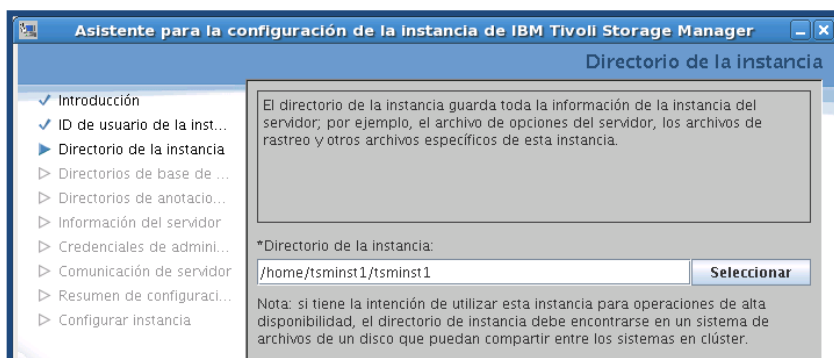 Asistente para la configuración de la instancia de IBM Tivoli Storage Manager
Directorio de la instancia
Introducción
ID de usuario de la inst...
Directorio de la instancia
Directorios de base de ...
Directorios de anotacio...
Información del servidor
Credenciales de admini...
Comunicación de servidor
Resumen de configuraci...
Configurar instancia
El directorio de la instancia guarda toda la información de la instancia del
servidor; por ejemplo, el archivo de opciones del servidor, los archivos de
rastreo y otros archivos específicos de esta instancia.
*Directorio de la instancia:
/home/tsminst1/tsminst1
Seleccionar
Nota: si tiene la intención de utilizar esta instancia para operaciones de alta
disponibilidad, el directorio de instancia debe encontrarse en un sistema de
archivos de un disco que puedan compartir entre los sistemas en clúster.